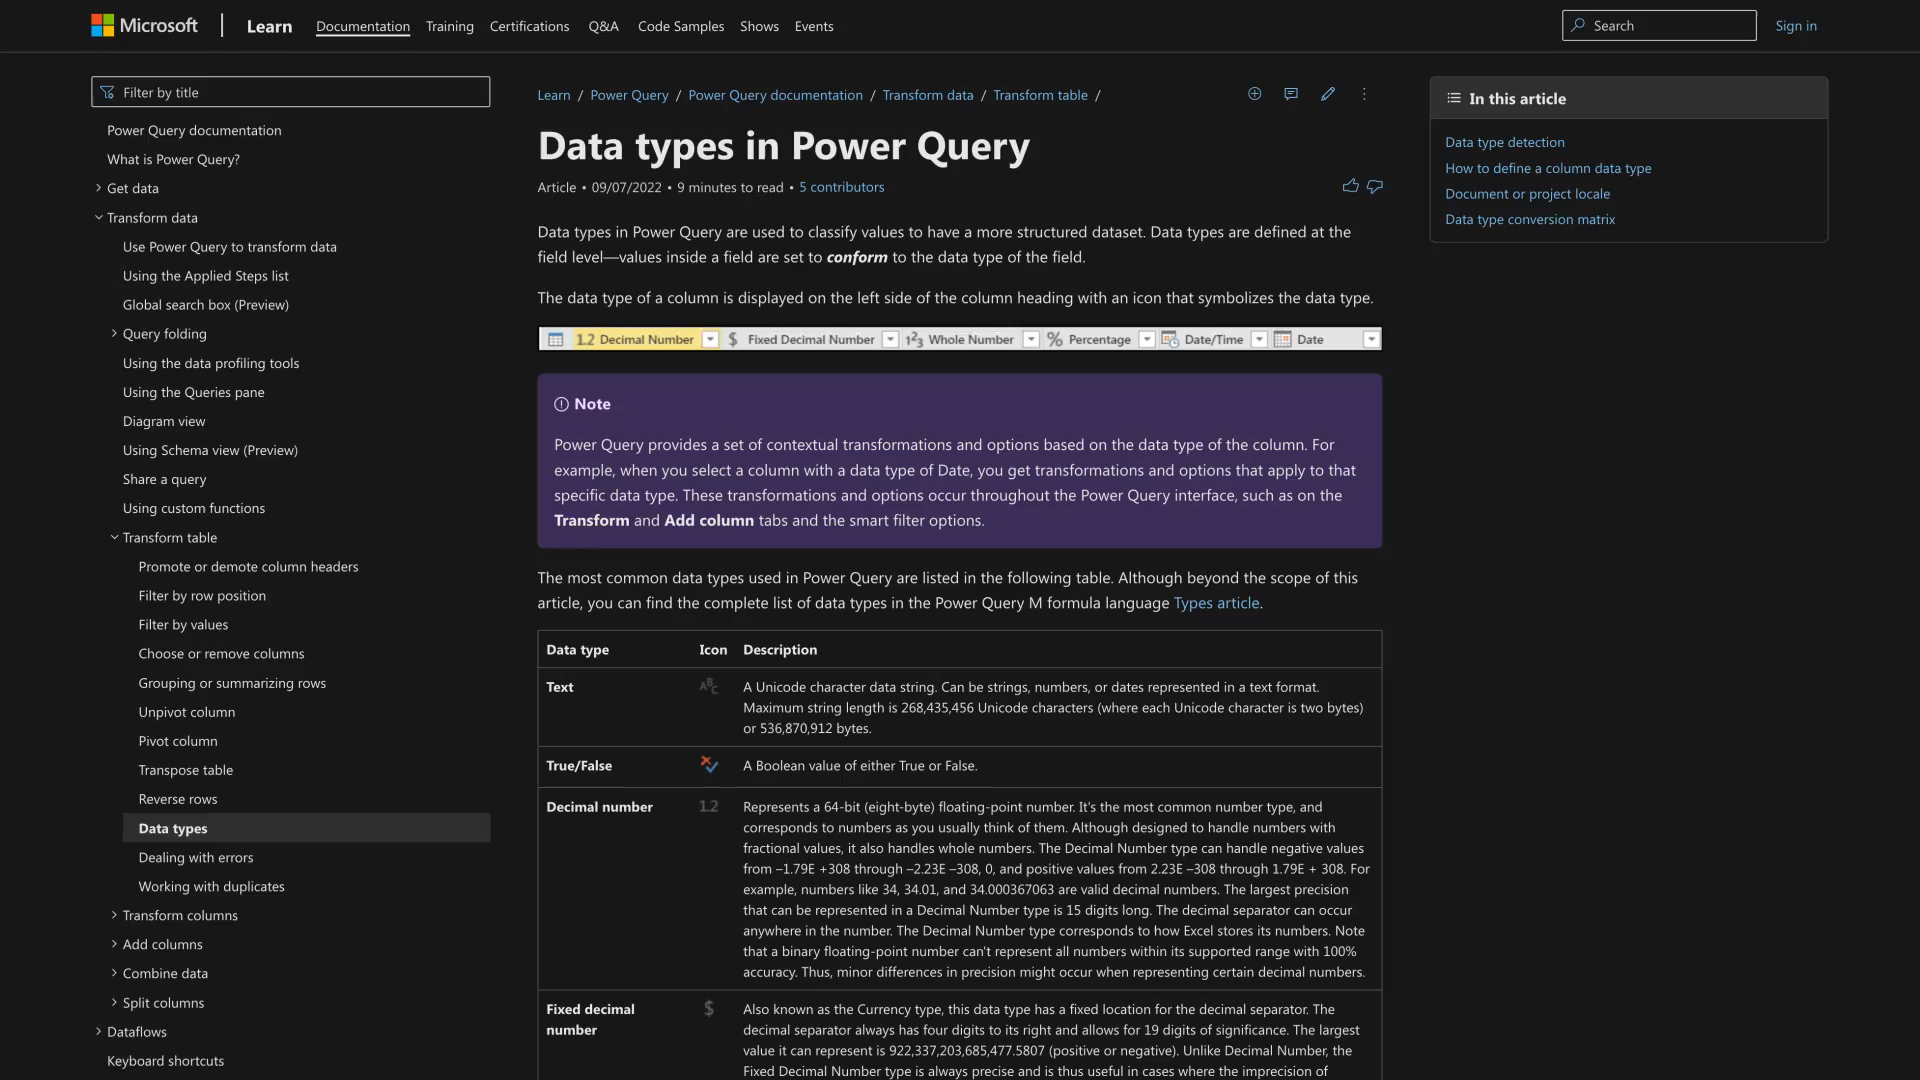 Microsoft
Learn
Documentation
Training
Certifications
Q&A
Code Samples
Shows
Events
Search
Sign in
Filter by title
Power Query documentation
What is Power Query?
Get data
Transform data
Use Power Query to transform data
Using the Applied Steps list
Global search box (Preview)
Query folding
Using the data profiling tools
Using the Queries pane
Diagram view
Using Schema view (Preview)
Share a query
Using custom functions
Transform table
Promote or demote column headers
Filter by row position
Filter by values
Choose or remove columns
Grouping or summarizing rows
Unpivot column
Pivot column
Transpose table
Reverse rows
Data types
Dealing with errors
Working with duplicates
Transform columns
Add columns
Combine data
Split columns
Dataflows
Keyboard shortcuts
Learn / Power Query / Power Query documentation / Transform data / Transform table /
Data types in Power Query
Article • 09/07/2022 • 9 minutes to read • 5 contributors
Data types in Power Query are used to classify values to have a more structured dataset. Data types are defined at the
field level—values inside a field are set to conform to the data type of the field.
The data type of a column is displayed on the left side of the column heading with an icon that symbolizes the data type.
1.2 Decimal Number $ Fixed Decimal Number 123 Whole Number % Percentage Date/Time Date
Note
Power Query provides a set of contextual transformations and options based on the data type of the column. For
example, when you select a column with a data type of Date, you get transformations and options that apply to that
specific data type. These transformations and options occur throughout the Power Query interface, such as on the
Transform and Add column tabs and the smart filter options.
The most common data types used in Power Query are listed in the following table. Although beyond the scope of this
article, you can find the complete list of data types in the Power Query M formula language Types article.
Data type Icon Description
Text ABC A Unicode character data string. Can be strings, numbers, or dates represented in a text format.
Maximum string length is 268,435,456 Unicode characters (where each Unicode character is two bytes)
or 536,870,912 bytes.
True/False A Boolean value of either True or False.
Decimal number 1.2 Represents a 64-bit (eight-byte) floating-point number. It's the most common number type, and
corresponds to numbers as you usually think of them. Although designed to handle numbers with
fractional values, it also handles whole numbers. The Decimal Number type can handle negative values
from –1.79E +308 through –2.23E –308, 0, and positive values from 2.23E –308 through 1.79E + 308. For
example, numbers like 34, 34.01, and 34.000367063 are valid decimal numbers. The largest precision
that can be represented in a Decimal Number type is 15 digits long. The decimal separator can occur
anywhere in the number. The Decimal Number type corresponds to how Excel stores its numbers. Note
that a binary floating-point number can't represent all numbers within its supported range with 100%
accuracy. Thus, minor differences in precision might occur when representing certain decimal numbers.
Fixed decimal $ Also known as the Currency type, this data type has a fixed location for the decimal separator. The
number decimal separator always has four digits to its right and allows for 19 digits of significance. The largest
value it can represent is 922,337,203,685,477.5807 (positive or negative). Unlike Decimal Number, the
Fixed Decimal Number type is always precise and is thus useful in cases where the imprecision of
In this article
Data type detection
How to define a column data type
Document or project locale
Data type conversion matrix